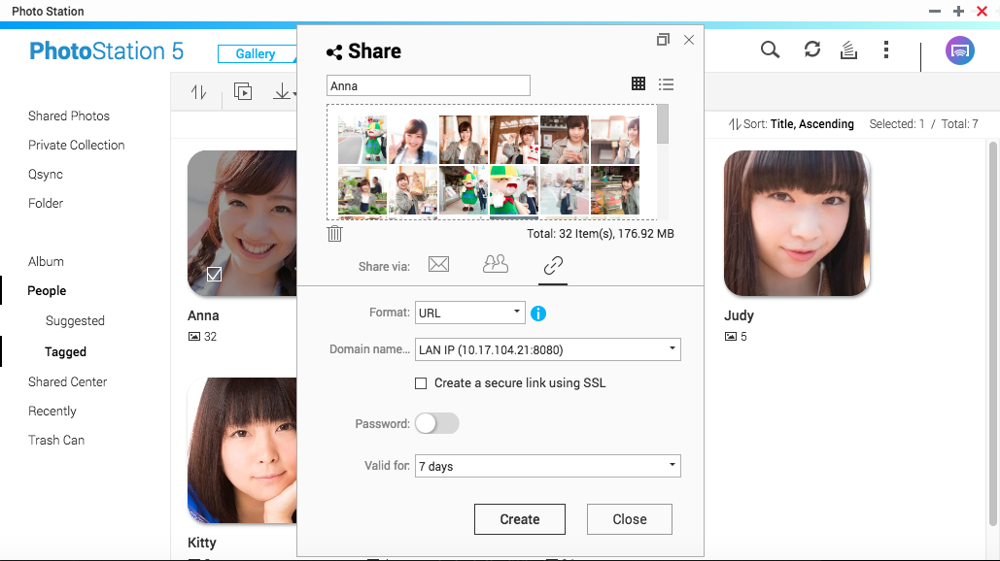 Photo Station
PhotoStation 5
Gallery
Share
Anna
Sort: Title, Ascending
Selected: 1 / Total: 7
Shared Photos
Private Collection
Qsync
Folder
Album
People
Suggested
Tagged
Shared Center
Recently
Trash Can
Total: 32 Item(s), 176.92 MB
Share via:
Format: URL
Domain name... LAN IP (10.17.104.21:8080)
Create a secure link using SSL
Password:
Valid for: 7 days
Create
Close
Anna
32
Judy
5
Kitty